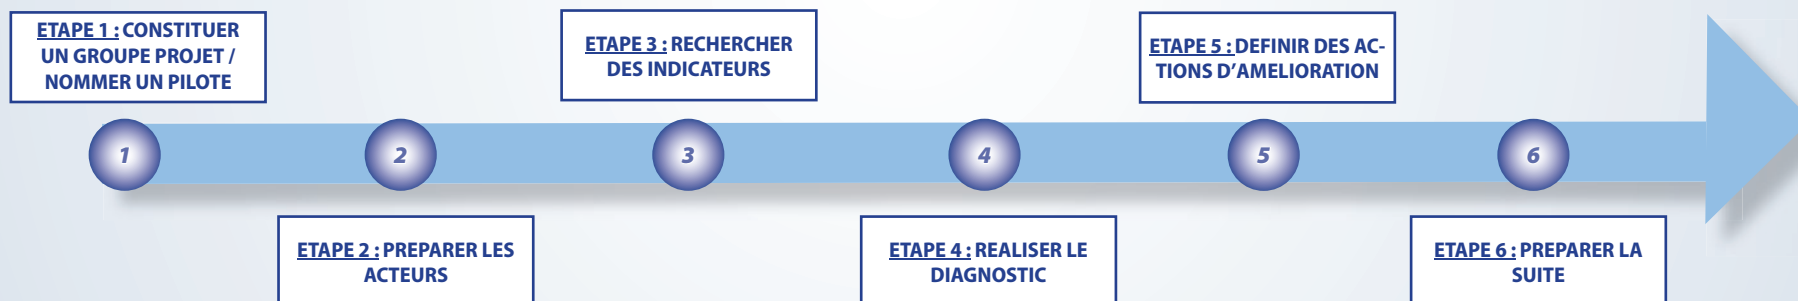 ETAPE 1 : CONSTITUER
UN GROUPE PROJET /
NOMMER UN PILOTE
ETAPE 3 : RECHERCHER
DES INDICATEURS
ETAPE 5 : DEFINIR DES AC-
TIONS D’AMELIORATION
1
2
3
4
5
6
ETAPE 2 : PREPARER LES
ACTEURS
ETAPE 4 : REALISER LE
DIAGNOSTIC
ETAPE 6 : PREPARER LA
SUITE